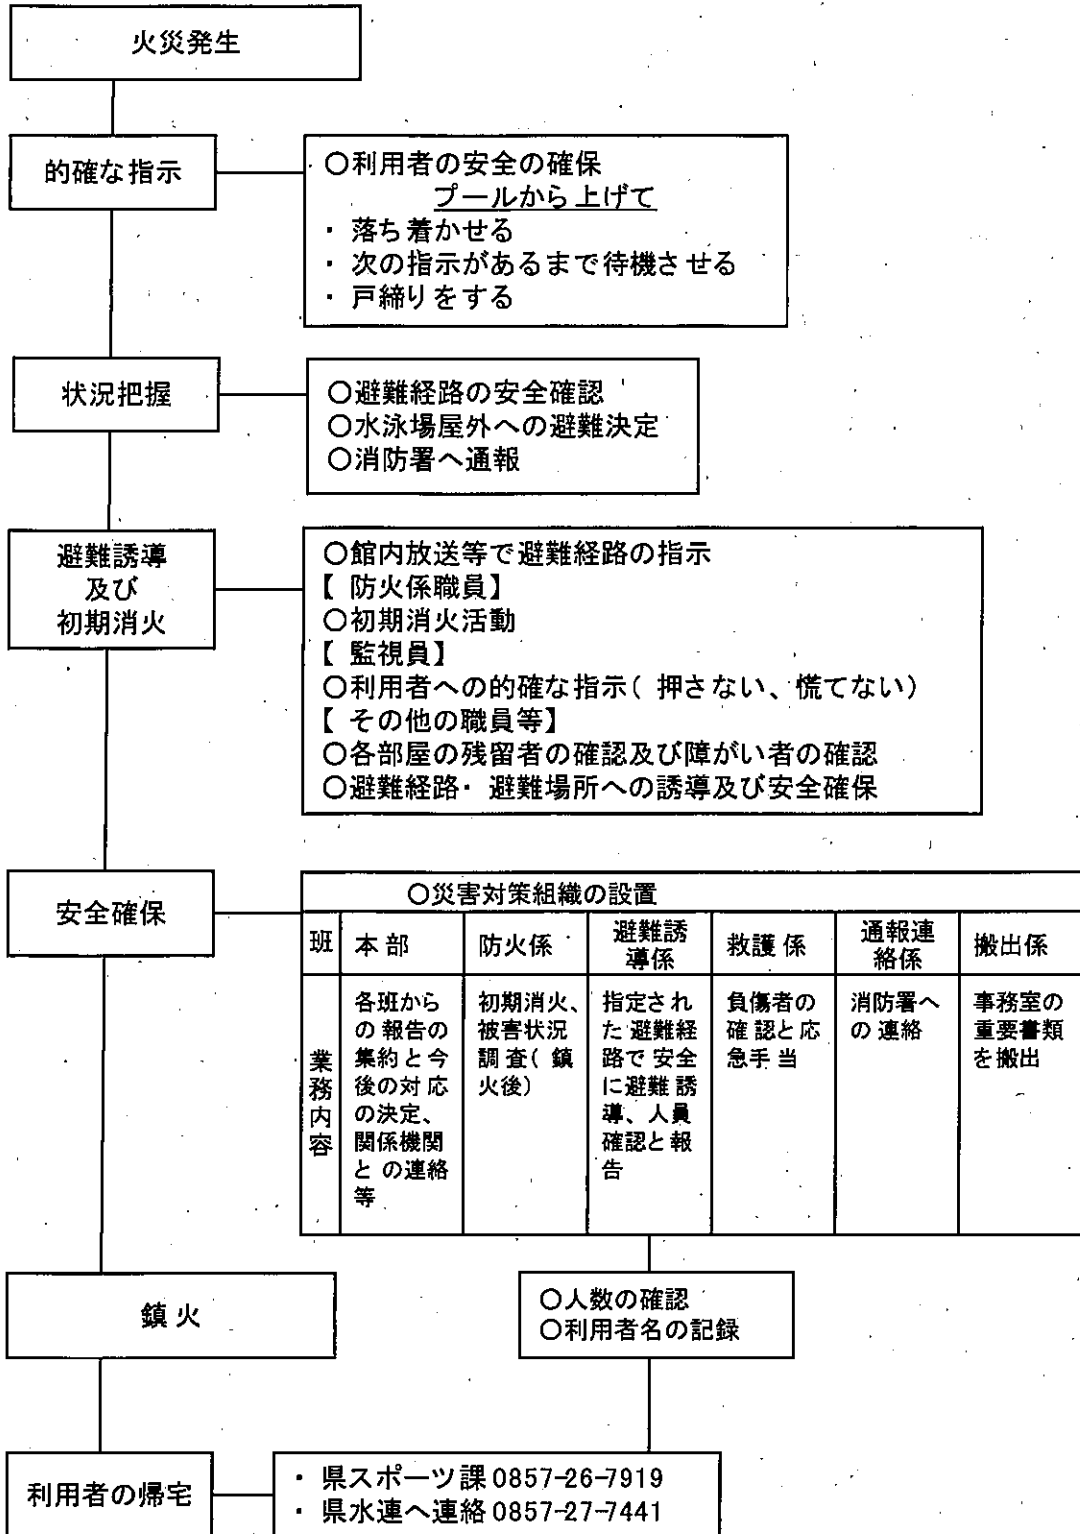 火災発生
的確な指示
○利用者の安全の確保
プールから上げて
・ 落ち着かせる
・ 次の指示があるまで待機させる
・ 戸締りをする
状況把握
○避難経路の安全確認
○水泳場屋外への避難決定
○消防署へ通報
避難誘導
及び
初期消火
○館内放送等で避難経路の指示
【 防火係職員】
○初期消火活動
【 監視員】
○利用者への的確な指示( 押さない、慌てない)
【 その他の職員等】
○各部屋の残留者の確認及び障がい者の確認
○避難経路・ 避難場所への誘導及び安全確保
安全確保
○災害対策組織の設置
班
本部
防火係
避難誘
導係
救護係
通報連
絡係
搬出係
業務内容
各班から
の報告の
集約と今
後の対応
の決定、
関係機関
との連絡
等
初期消火、
被害状況
調査( 鎮
火後)
指定され
た避難経
路で安全
に避難誘
導、人員
確認と報
告
負傷者の
確認と応
急手当
消防署へ
の連絡
事務室の
重要書類
を搬出
鎮火
○人数の確認
○利用者名の記録
利用者の帰宅
・ 県スポーツ課0857-26-7919
・ 県水連へ連絡0857-27-7441